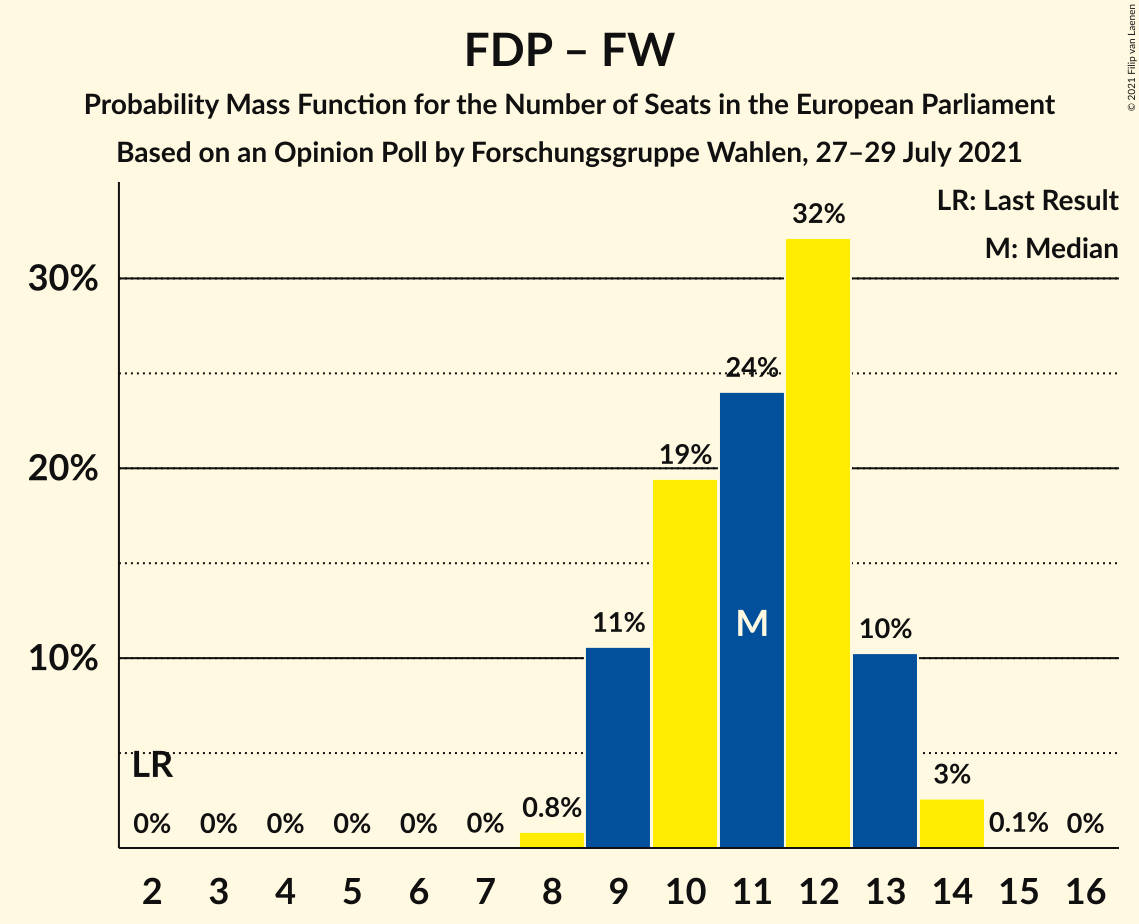 FDP – FW
Probability Mass Function for the Number of Seats in the European Parliament
Based on an Opinion Poll by Forschungsgruppe Wahlen, 27–29 July 2021
© 2021 Filip van Laenen
LR: Last Result
M: Median
30%
20%
10%
LR
M
0%
0%
0%
0%
0%
0%
0.8%
11%
19%
24%
32%
10%
3%
0.1%
0%
2 3 4 5 6 7 8 9 10 11 12 13 14 15 16